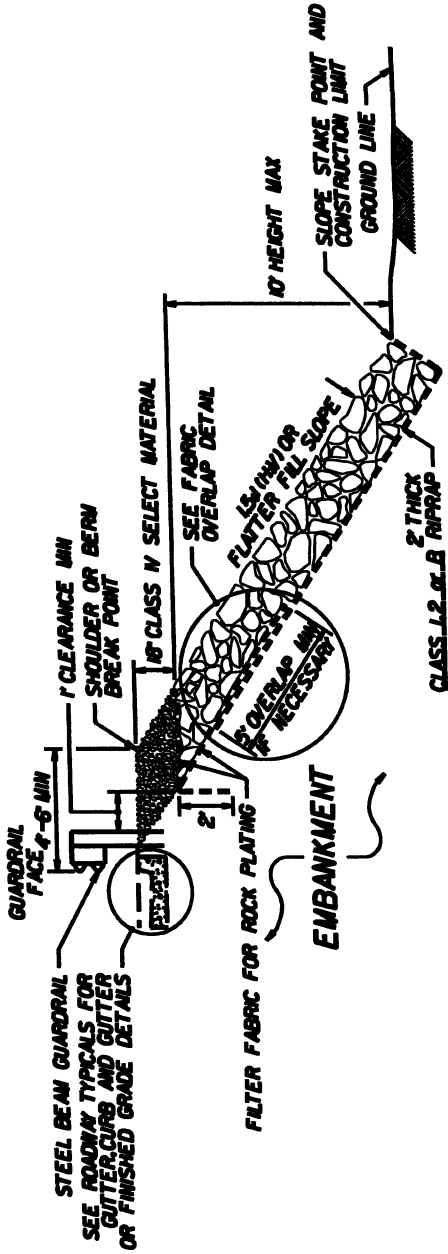 STEEL BEAM GUARDRAIL
SEE ROADWAY TYPICALS FOR
GUTTER,CURB AND GUTTER
OR FINISHED GRADE DETAILS
GUARDRAIL
FACE
4'-6" MIN
1' CLEARANCE MIN
SHOULDER OR BERM
BREAK POINT
18" CLASS IV SELECT MATERIAL
SEE FABRIC
OVERLAP DETAIL
10' HEIGHT MAX
1.5:1 (H:V) OR
FLATTER FILL SLOPE
SLOPE STAKE POINT AND
CONSTRUCTION LIMIT
GROUND LINE
2'
OVERLAP MIN
IF NECESSARY
FILTER FABRIC FOR ROCK PLATING
EMBANKMENT
2' THICK
CLASS 1,2 or B RIPRAP